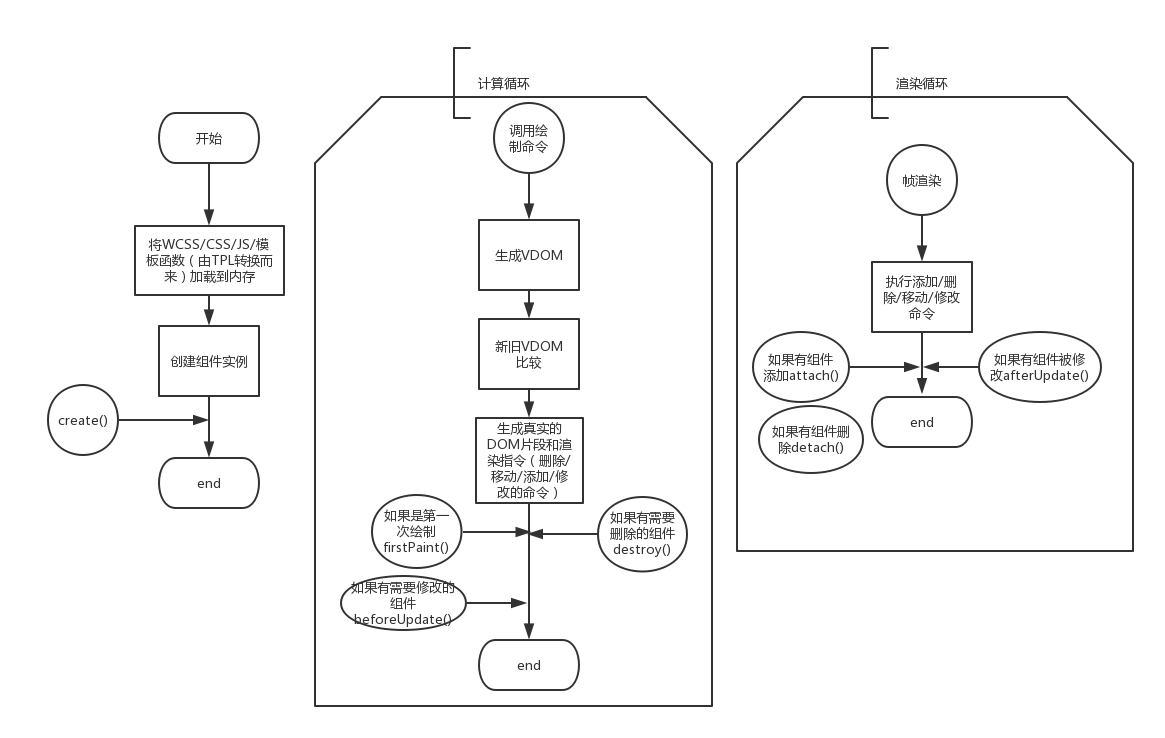 开始
将WCSS/CSS/JS/模
板函数（由TPL转换而
来）加载到内存
创建组件实例
create()
end
计算循环
调用绘
制命令
生成VDOM
新旧VDOM
比较
生成真实的
DOM片段和渲
染指令（删除/
移动/添加/修
改的命令）
如果是第一
次绘制
firstPaint()
如果有需要
删除的组件
destroy()
如果有需要修改的
组件
beforeUpdate()
end
渲染循环
帧渲染
执行添加/删
除/移动/修改
命令
如果有组件
添加attach()
如果有组件被修
改afterUpdate()
如果有组件删
除detach()
end